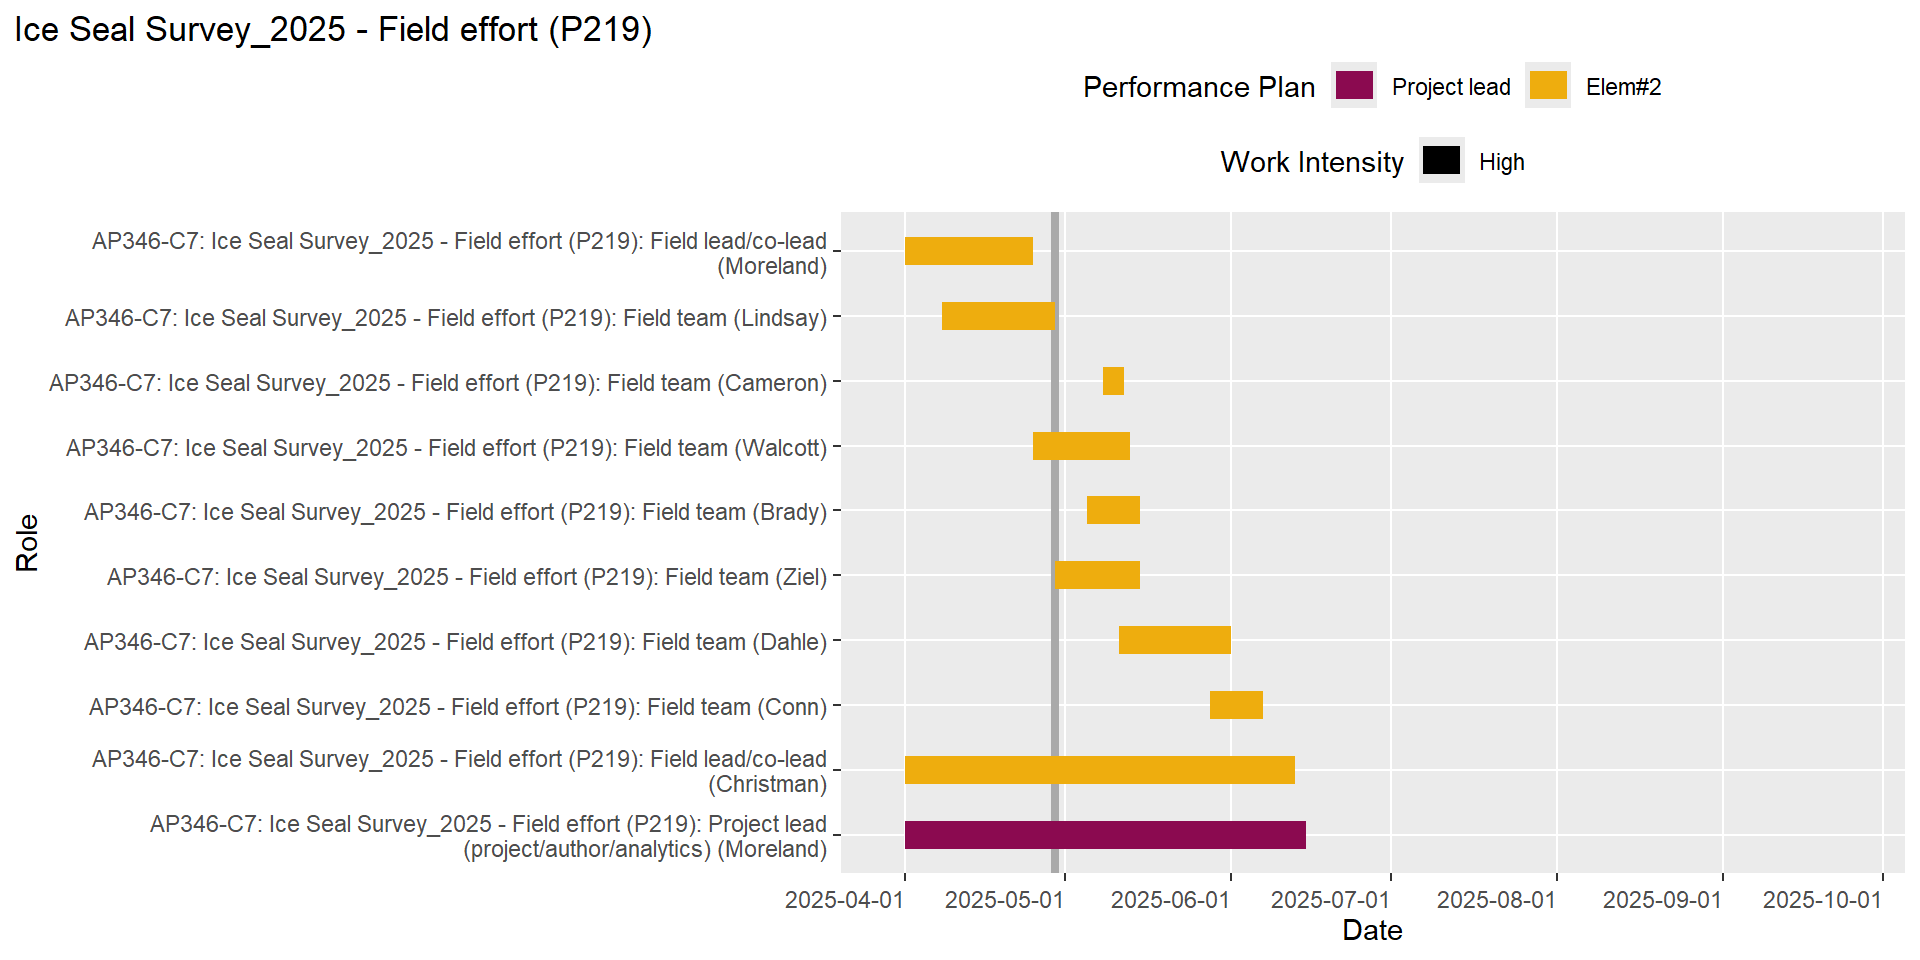 Ice Seal Survey_2025 - Field effort (P219)
Performance Plan Project lead Elem#2
Work Intensity High
AP346-C7: Ice Seal Survey_2025 - Field effort (P219): Field lead/co-lead
(Moreland)
AP346-C7: Ice Seal Survey_2025 - Field effort (P219): Field team (Lindsay)
AP346-C7: Ice Seal Survey_2025 - Field effort (P219): Field team (Cameron)
AP346-C7: Ice Seal Survey_2025 - Field effort (P219): Field team (Walcott)
AP346-C7: Ice Seal Survey_2025 - Field effort (P219): Field team (Brady)
AP346-C7: Ice Seal Survey_2025 - Field effort (P219): Field team (Ziel)
AP346-C7: Ice Seal Survey_2025 - Field effort (P219): Field team (Dahle)
AP346-C7: Ice Seal Survey_2025 - Field effort (P219): Field team (Conn)
AP346-C7: Ice Seal Survey_2025 - Field effort (P219): Field lead/co-lead
(Christman)
AP346-C7: Ice Seal Survey_2025 - Field effort (P219): Project lead
(project/author/analytics) (Moreland)
Role
2025-04-01 2025-05-01 2025-06-01 2025-07-01 2025-08-01 2025-09-01 2025-10-01
Date